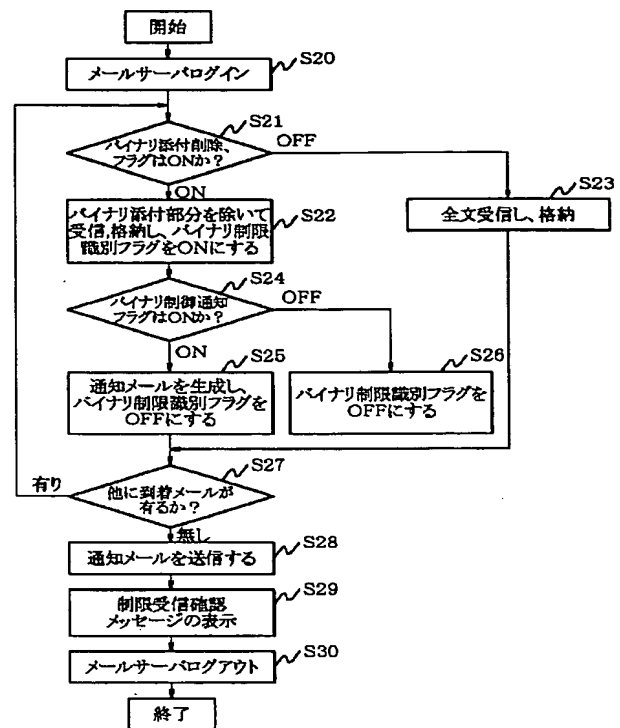 開始
メールサーバログイン
S20
バイナリ添付削除、
フラグはONか?
S21
OFF
ON
バイナリ添付部分を除いて
受信,格納し、バイナリ制限
識別フラグをONにする
S22
全文受信し、格納
S23
バイナリ制御通知
フラグはONか?
S24
OFF
ON
通知メールを生成し、
バイナリ制限識別フラグを
OFFにする
S25
バイナリ制限識別フラグを
OFFにする
S26
他に到着メールが
有るか?
S27
有り
無し
通知メールを送信する
S28
制限受信確認
メッセージの表示
S29
メールサーバログアウト
S30
終了